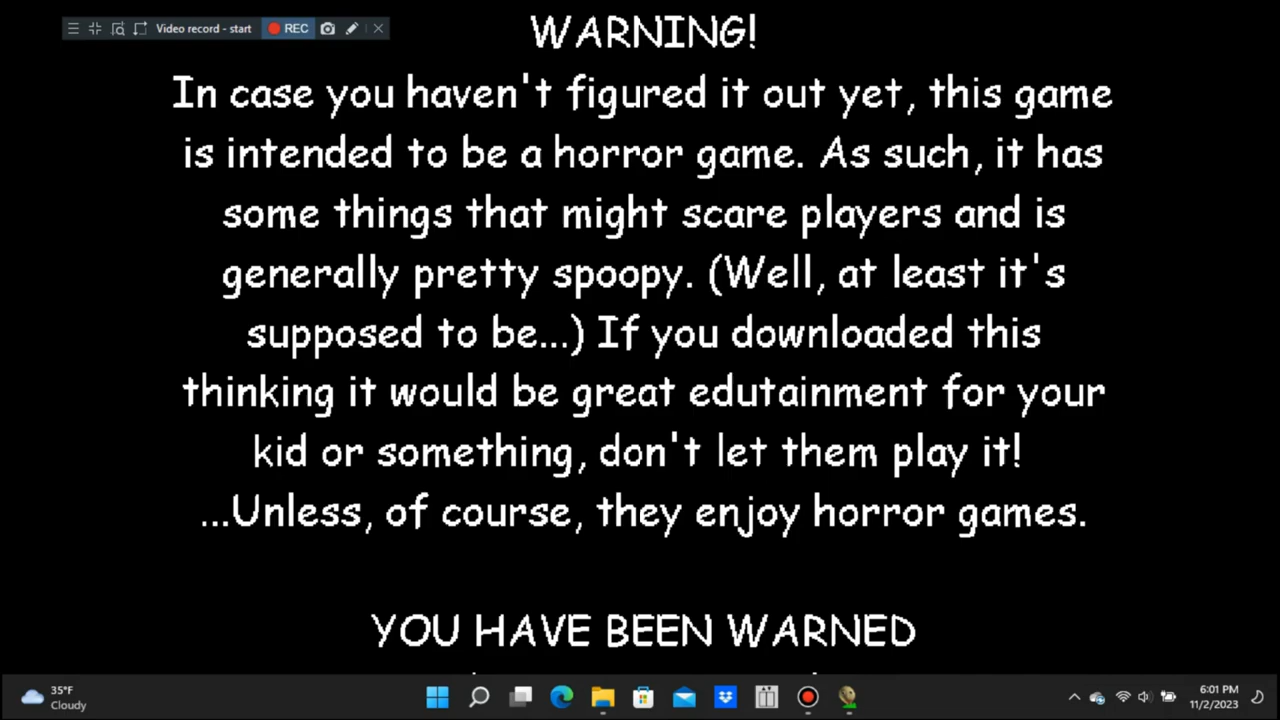 Video record - start
REC
WARNING!
In case you haven't figured it out yet, this game
is intended to be a horror game. As such, it has
some things that might scare players and is
generally pretty spoopy. (Well, at least it's
supposed to be...) If you downloaded this
thinking it would be great edutainment for your
kid or something, don't let them play it!
...Unless, of course, they enjoy horror games.
YOU HAVE BEEN WARNED
35°F
Cloudy
6:01 PM
11/2/2023